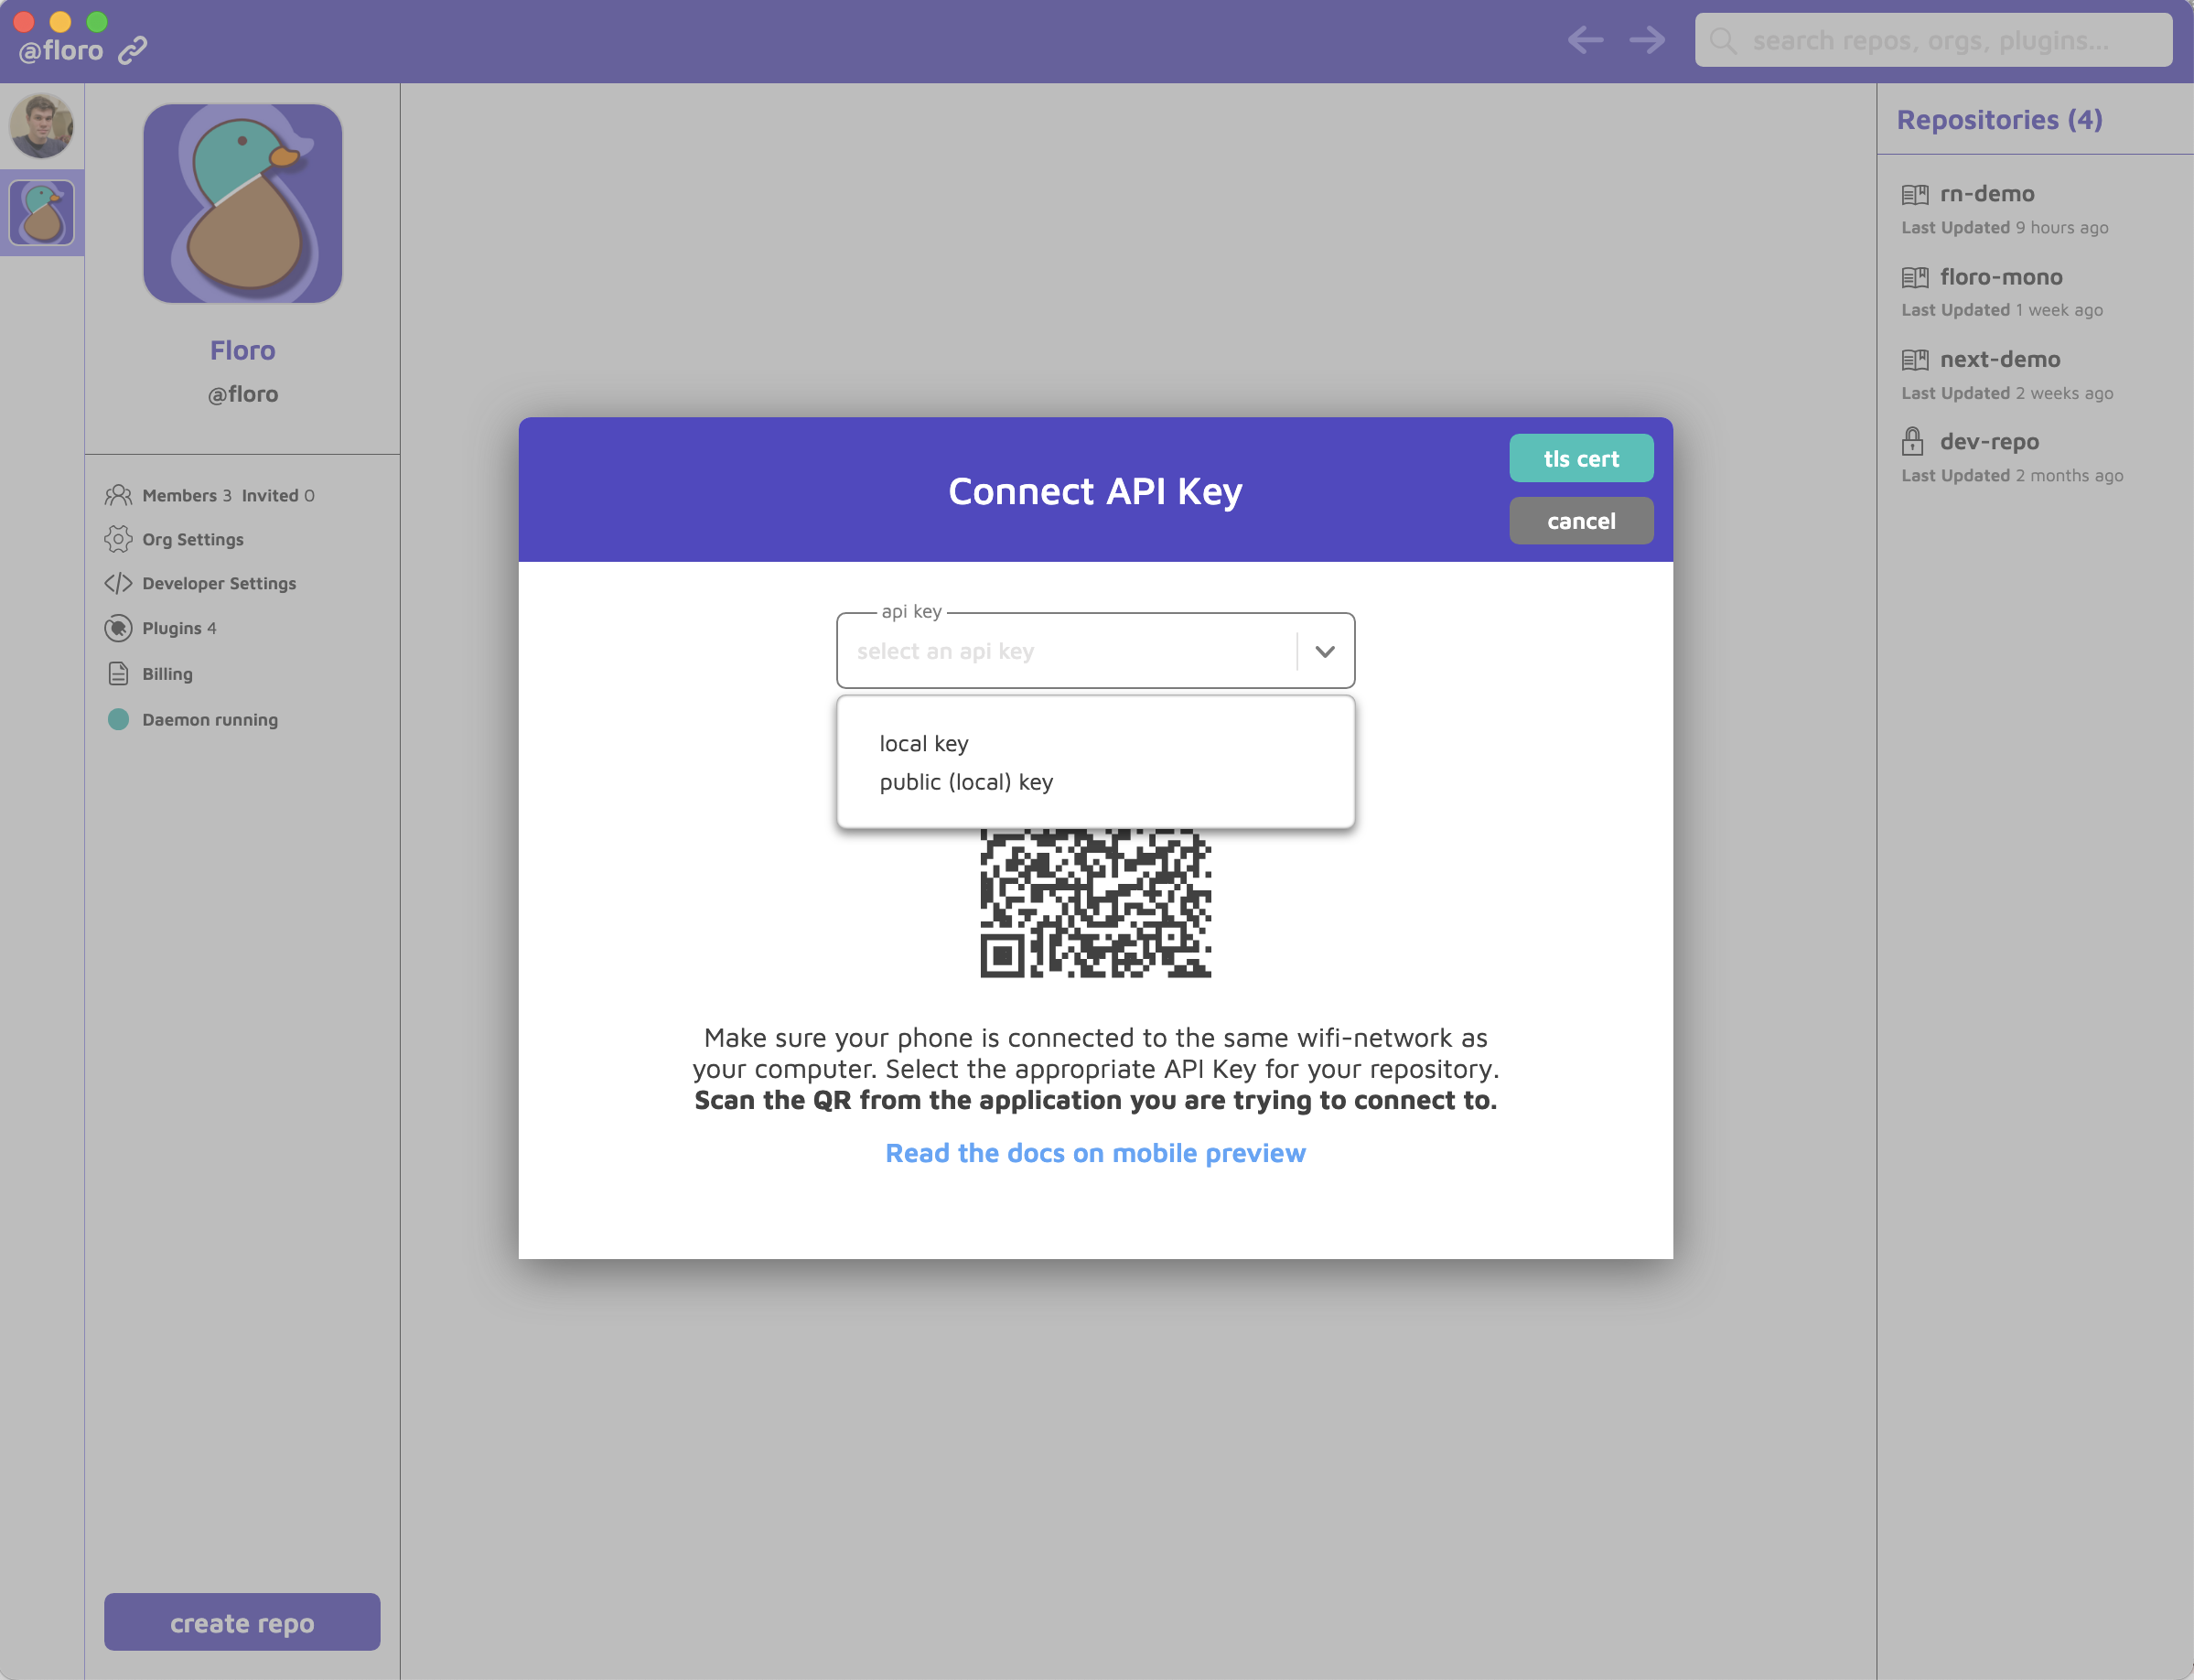 @floro
search repos, orgs, plugins...
Floro
@floro
Members 3 Invited 0
Org Settings
Developer Settings
Plugins 4
Billing
Daemon running
create repo
Connect API Key
tls cert
cancel
api key
select an api key
local key
public (local) key
Make sure your phone is connected to the same wifi-network as
your computer. Select the appropriate API Key for your repository.
Scan the QR from the application you are trying to connect to.
Read the docs on mobile preview
Repositories (4)
rn-demo
Last Updated 9 hours ago
floro-mono
Last Updated 1 week ago
next-demo
Last Updated 2 weeks ago
dev-repo
Last Updated 2 months ago